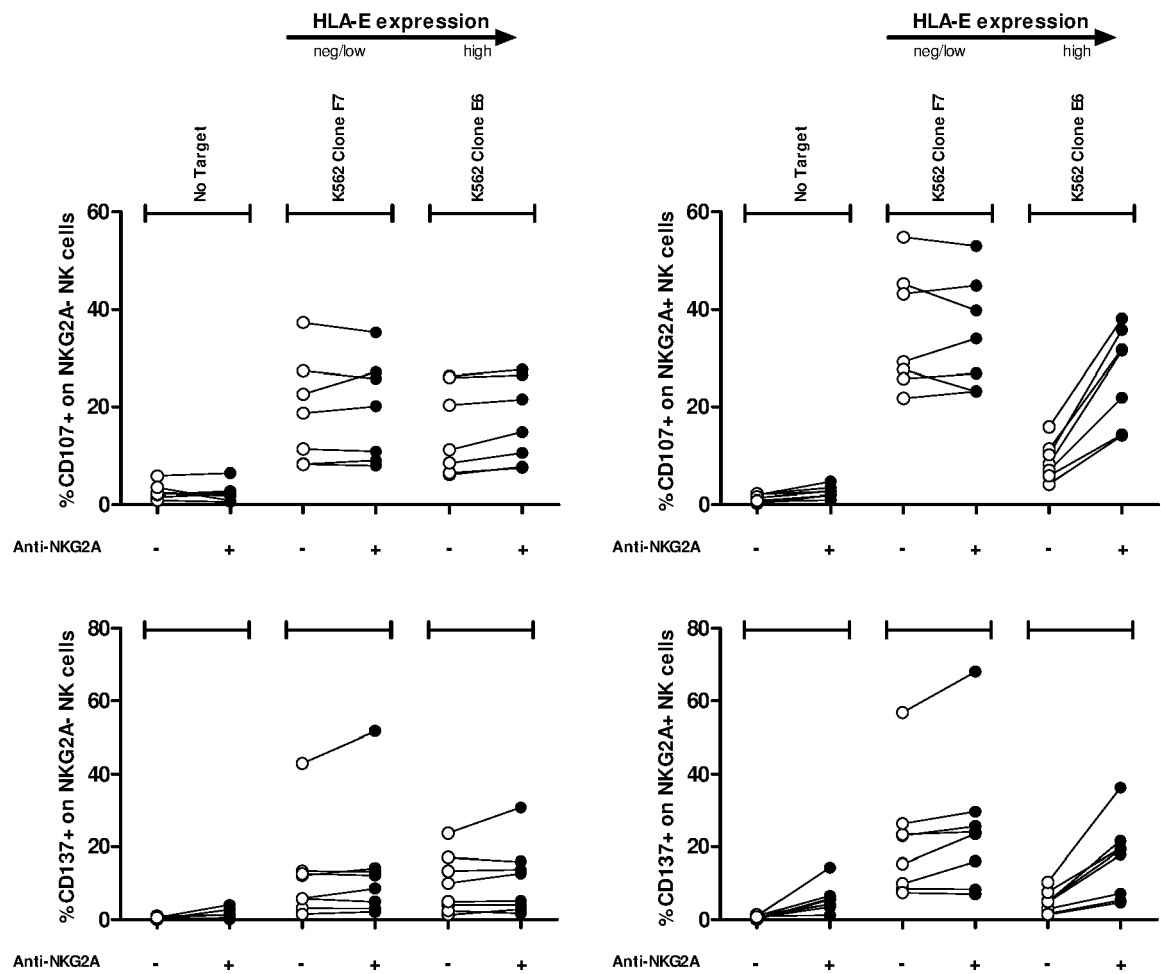 HLA-E expression
neg/low high
No Target
K562 Clone F7
K562 Clone E6
%CD107+ on NKG2A- NK cells
60
40
20
0
Anti-NKG2A - + - + - +
HLA-E expression
neg/low high
No Target
K562 Clone F7
K562 Clone E6
%CD107+ on NKG2A+ NK cells
60
40
20
0
Anti-NKG2A - + - + - +
%CD137+ on NKG2A- NK cells
80
60
40
20
0
Anti-NKG2A - + - + - +
%CD137+ on NKG2A+ NK cells
80
60
40
20
0
Anti-NKG2A - + - + - +